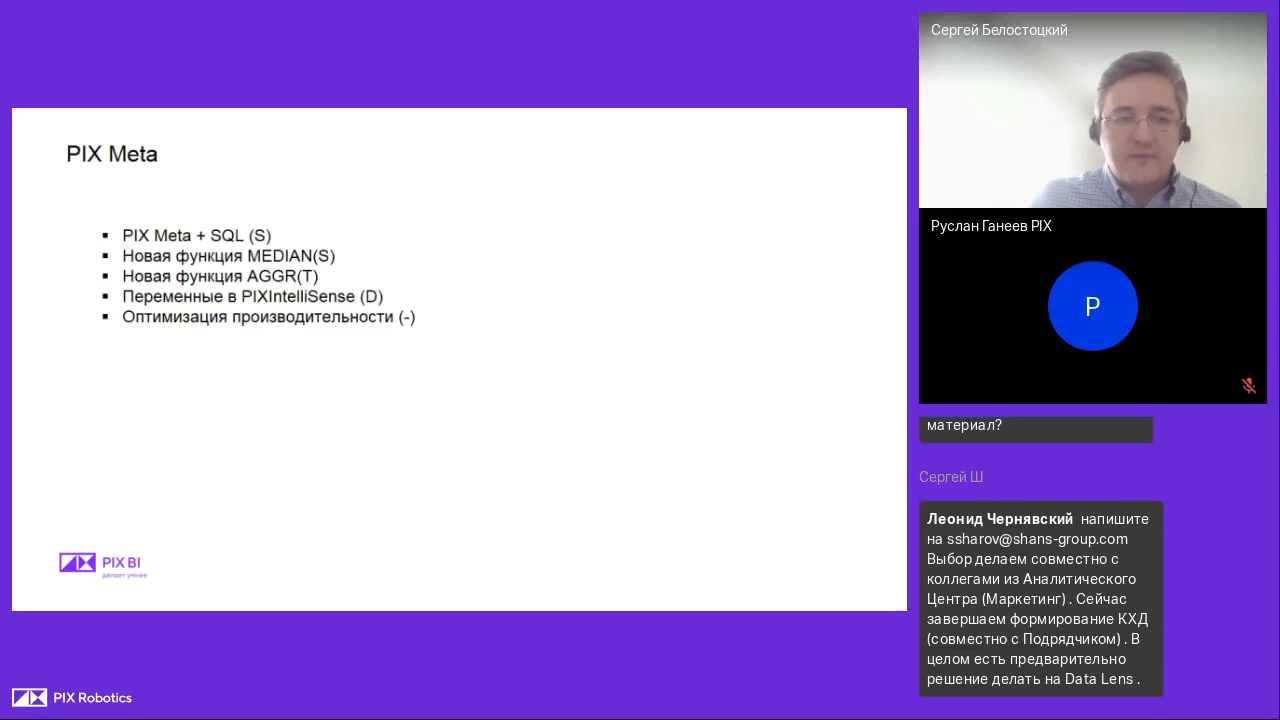 PIX Meta
▪ PIX Meta + SQL (S)
▪ Новая функция MEDIAN(S)
▪ Новая функция AGGR(T)
▪ Переменные в PIXIntelliSense (D)
▪ Оптимизация производительности (-)
PIX BI
делает умнее
PIX Robotics
Сергей Белостоцкий
Руслан Ганеев PIX
Р
материал?
Сергей Ш
Леонид Чернявский напишите
на ssharov@shans-group.com
Выбор делаем совместно с
коллегами из Аналитического
Центра (Маркетинг) . Сейчас
завершаем формирование КХД
(совместно с Подрядчиком) . В
целом есть предварительно
решение делать на Data Lens .